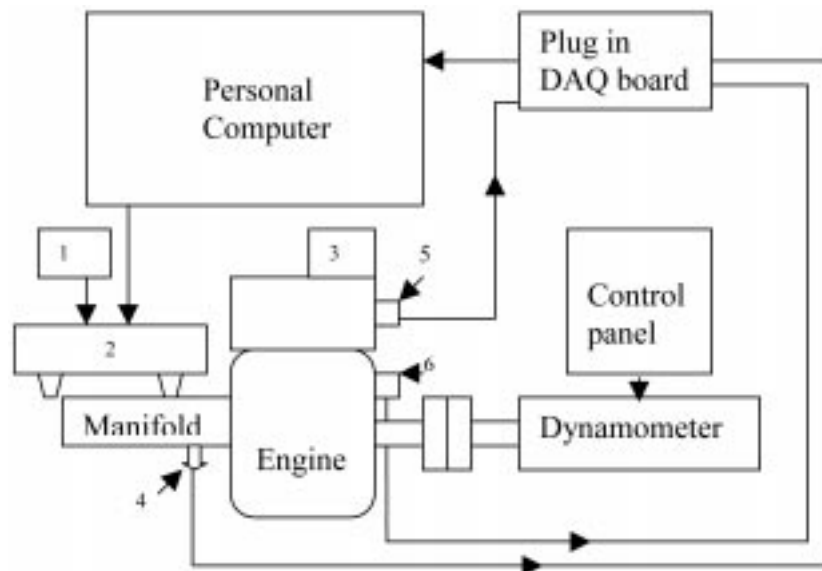 Plug in
DAQ board
Personal
Computer
1
3
5
Control
panel
2
6
Manifold
Dynamometer
Engine
4